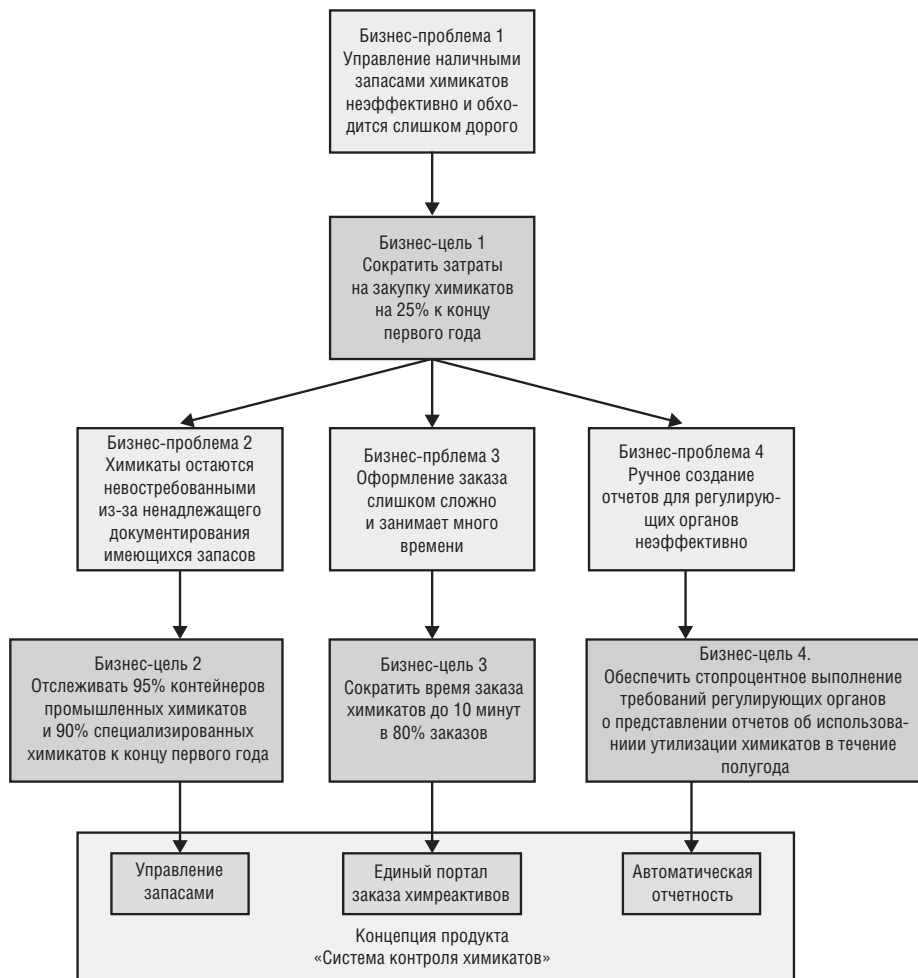 Бизнес-проблема 1
Управление наличными
запасами химикатов
неэффективно и обхо-
дится слишком дорого
Бизнес-цель 1
Сократить затраты
на закупку химикатов
на 25% к концу
первого года
Бизнес-проблема 2
Химикаты остаются
невостребованными
из-за ненадлежащего
документирования
имеющихся запасов
Бизнес-прблема 3
Оформление заказа
слишком сложно
и занимает много
времени
Бизнес-проблема 4
Ручное создание
отчетов для регулирую-
щих органов
неэффективно
Бизнес-цель 2
Отслеживать 95% контейнеров
промышленных химикатов
и 90% специализированных
химикатов к концу первого года
Бизнес-цель 3
Сократить время заказа
химикатов до 10 минут
в 80% заказов
Бизнес-цель 4.
Обеспечить стопроцентное выполнение
требований регулирующих органов
о представлении отчетов об использова-
ниии утилизации химикатов в течение
полугода
Управление
запасами
Единый портал
заказа химреактивов
Автоматическая
отчетность
Концепция продукта
«Система контроля химикатов»